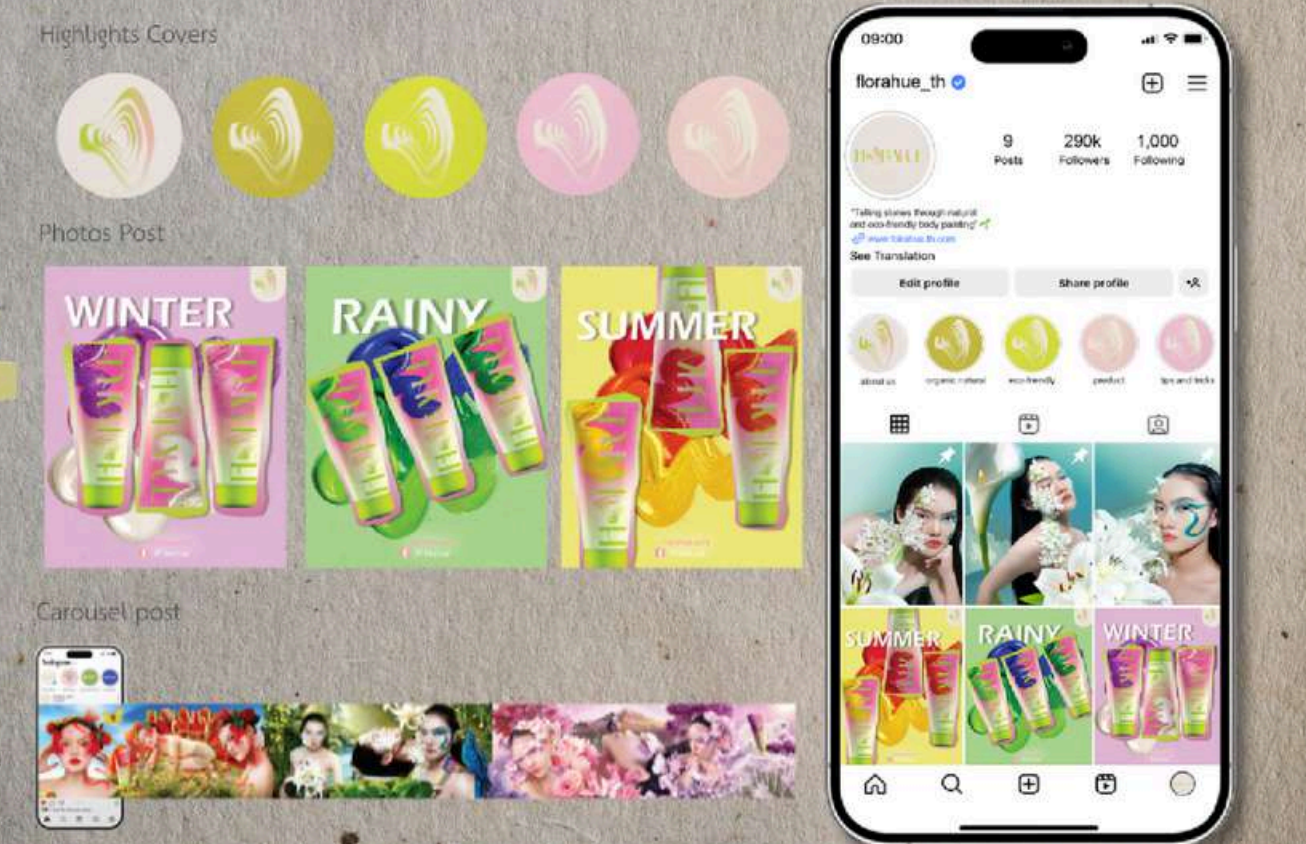 Highlights Covers
Photos Post
WINTER
RAINY
SUMMER
Carousel post
Instagram
09:00
florahue_th
9
Posts
290k
Followers
1,000
Following
"Telling stories through natural
and eco-friendly body painting"
See Translation
Edit profile
Share profile
about us
organic natural
eco-friendly
product
tips and tricks
SUMMER
RAINY
WINTER